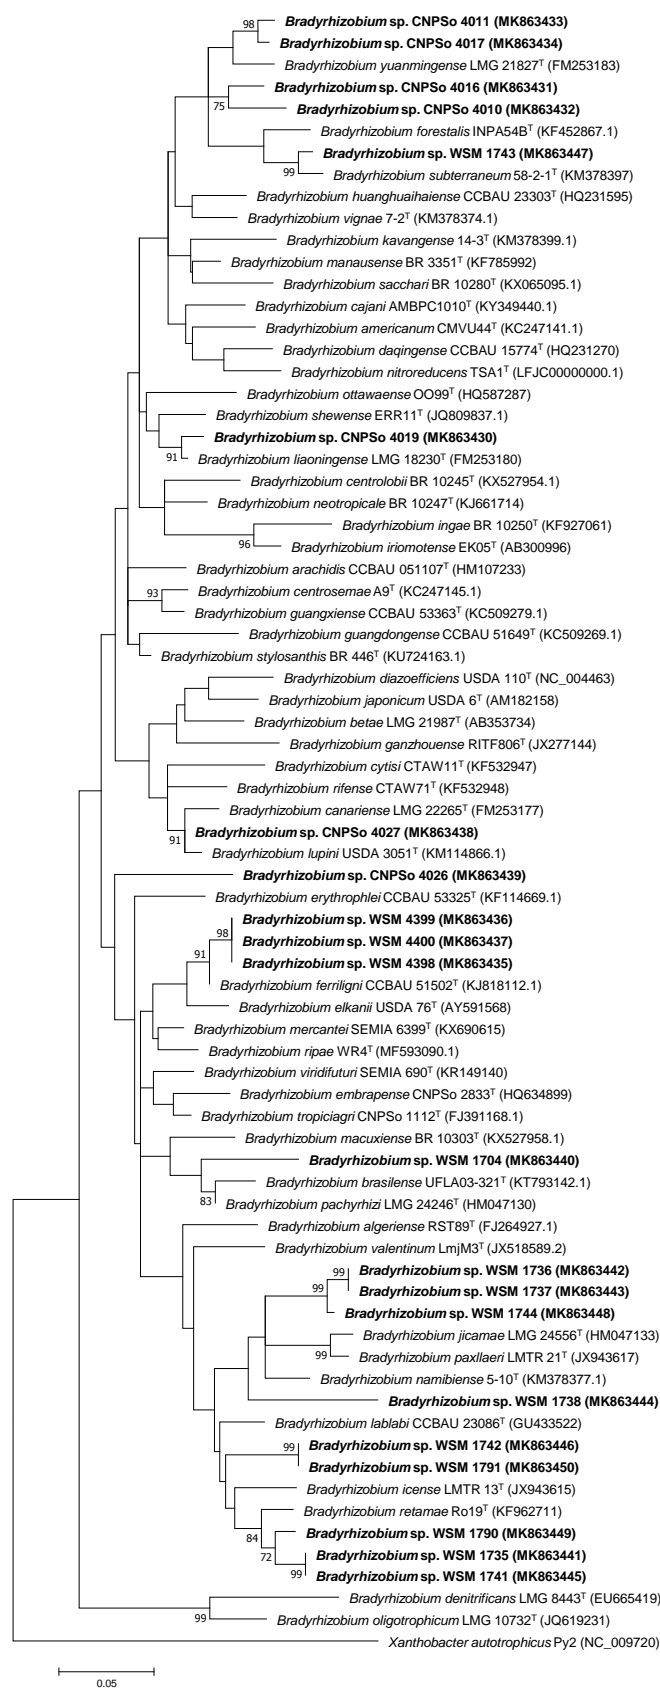 98
Bradyrhizobium sp. CNPSo 4011 (MK863433)
Bradyrhizobium sp. CNPSo 4017 (MK863434)
Bradyrhizobium yuanmingense LMG 21827T (FM253183)
Bradyrhizobium sp. CNPSo 4016 (MK863431)
75
Bradyrhizobium sp. CNPSo 4010 (MK863432)
Bradyrhizobium forestalis INPA54BT (KF452867.1)
Bradyrhizobium sp. WSM 1743 (MK863447)
99
Bradyrhizobium subterraneum 58-2-1T (KM378397)
Bradyrhizobium huanghuaihaiense CCBAU 23303T (HQ231595)
Bradyrhizobium vignae 7-2T (KM378374.1)
Bradyrhizobium kavangense 14-3T (KM378399.1)
Bradyrhizobium manausense BR 3351T (KF785992)
Bradyrhizobium sacchari BR 10280T (KX065095.1)
Bradyrhizobium cajani AMBPC1010T (KY349440.1)
Bradyrhizobium americanum CMVU44T (KC247141.1)
Bradyrhizobium daqingense CCBAU 15774T (HQ231270)
Bradyrhizobium nitroreducens TSA1T (LFJC00000000.1)
Bradyrhizobium ottawaense OO99T (HQ587287)
Bradyrhizobium shewense ERR11T (JQ809837.1)
Bradyrhizobium sp. CNPSo 4019 (MK863430)
91
Bradyrhizobium liaoningense LMG 18230T (FM253180)
Bradyrhizobium centrolobii BR 10245T (KX527954.1)
Bradyrhizobium neotropicale BR 10247T (KJ661714)
Bradyrhizobium ingae BR 10250T (KF927061)
96
Bradyrhizobium iriomotense EK05T (AB300996)
Bradyrhizobium arachidis CCBAU 051107T (HM107233)
93
Bradyrhizobium centrosemae A9T (KC247145.1)
Bradyrhizobium guangxiense CCBAU 53363T (KC509279.1)
Bradyrhizobium guangdongense CCBAU 51649T (KC509269.1)
Bradyrhizobium stylosanthis BR 446T (KU724163.1)
Bradyrhizobium diazoefficiens USDA 110T (NC_004463)
Bradyrhizobium japonicum USDA 6T (AM182158)
Bradyrhizobium betae LMG 21987T (AB353734)
Bradyrhizobium ganzhouense RITF806T (JX277144)
Bradyrhizobium cytisi CTAW11T (KF532947)
Bradyrhizobium rifense CTAW71T (KF532948)
Bradyrhizobium canariense LMG 22265T (FM253177)
Bradyrhizobium sp. CNPSo 4027 (MK863438)
91
Bradyrhizobium lupini USDA 3051T (KM114866.1)
Bradyrhizobium sp. CNPSo 4026 (MK863439)
Bradyrhizobium erythrophlei CCBAU 53325T (KF114669.1)
Bradyrhizobium sp. WSM 4399 (MK863436)
98
Bradyrhizobium sp. WSM 4400 (MK863437)
91
Bradyrhizobium sp. WSM 4398 (MK863435)
Bradyrhizobium ferriligni CCBAU 51502T (KJ818112.1)
Bradyrhizobium elkanii USDA 76T (AY591568)
Bradyrhizobium mercantei SEMIA 6399T (KX690615)
Bradyrhizobium ripae WR4T (MF593090.1)
Bradyrhizobium viridifuturi SEMIA 690T (KR149140)
Bradyrhizobium embrapense CNPSo 2833T (HQ634899)
Bradyrhizobium tropiciagri CNPSo 1112T (FJ391168.1)
Bradyrhizobium macuxiense BR 10303T (KX527958.1)
Bradyrhizobium sp. WSM 1704 (MK863440)
Bradyrhizobium brasilense UFLA03-321T (KT793142.1)
83
Bradyrhizobium pachyrhizi LMG 24246T (HM047130)
Bradyrhizobium algeriense RST89T (FJ264927.1)
Bradyrhizobium valentinum LmjM3T (JX518589.2)
99
Bradyrhizobium sp. WSM 1736 (MK863442)
99
Bradyrhizobium sp. WSM 1737 (MK863443)
Bradyrhizobium sp. WSM 1744 (MK863448)
Bradyrhizobium jicamae LMG 24556T (HM047133)
99
Bradyrhizobium paxllaeri LMTR 21T (JX943617)
Bradyrhizobium namibiense 5-10T (KM378377.1)
Bradyrhizobium sp. WSM 1738 (MK863444)
Bradyrhizobium lablabi CCBAU 23086T (GU433522)
99
Bradyrhizobium sp. WSM 1742 (MK863446)
Bradyrhizobium sp. WSM 1791 (MK863450)
Bradyrhizobium icense LMTR 13T (JX943615)
Bradyrhizobium retamae Ro19T (KF962711)
84
Bradyrhizobium sp. WSM 1790 (MK863449)
72
Bradyrhizobium sp. WSM 1735 (MK863441)
99
Bradyrhizobium sp. WSM 1741 (MK863445)
Bradyrhizobium denitrificans LMG 8443T (EU665419)
99
Bradyrhizobium oligotrophicum LMG 10732T (JQ619231)
Xanthobacter autotrophicus Py2 (NC_009720)
0.05